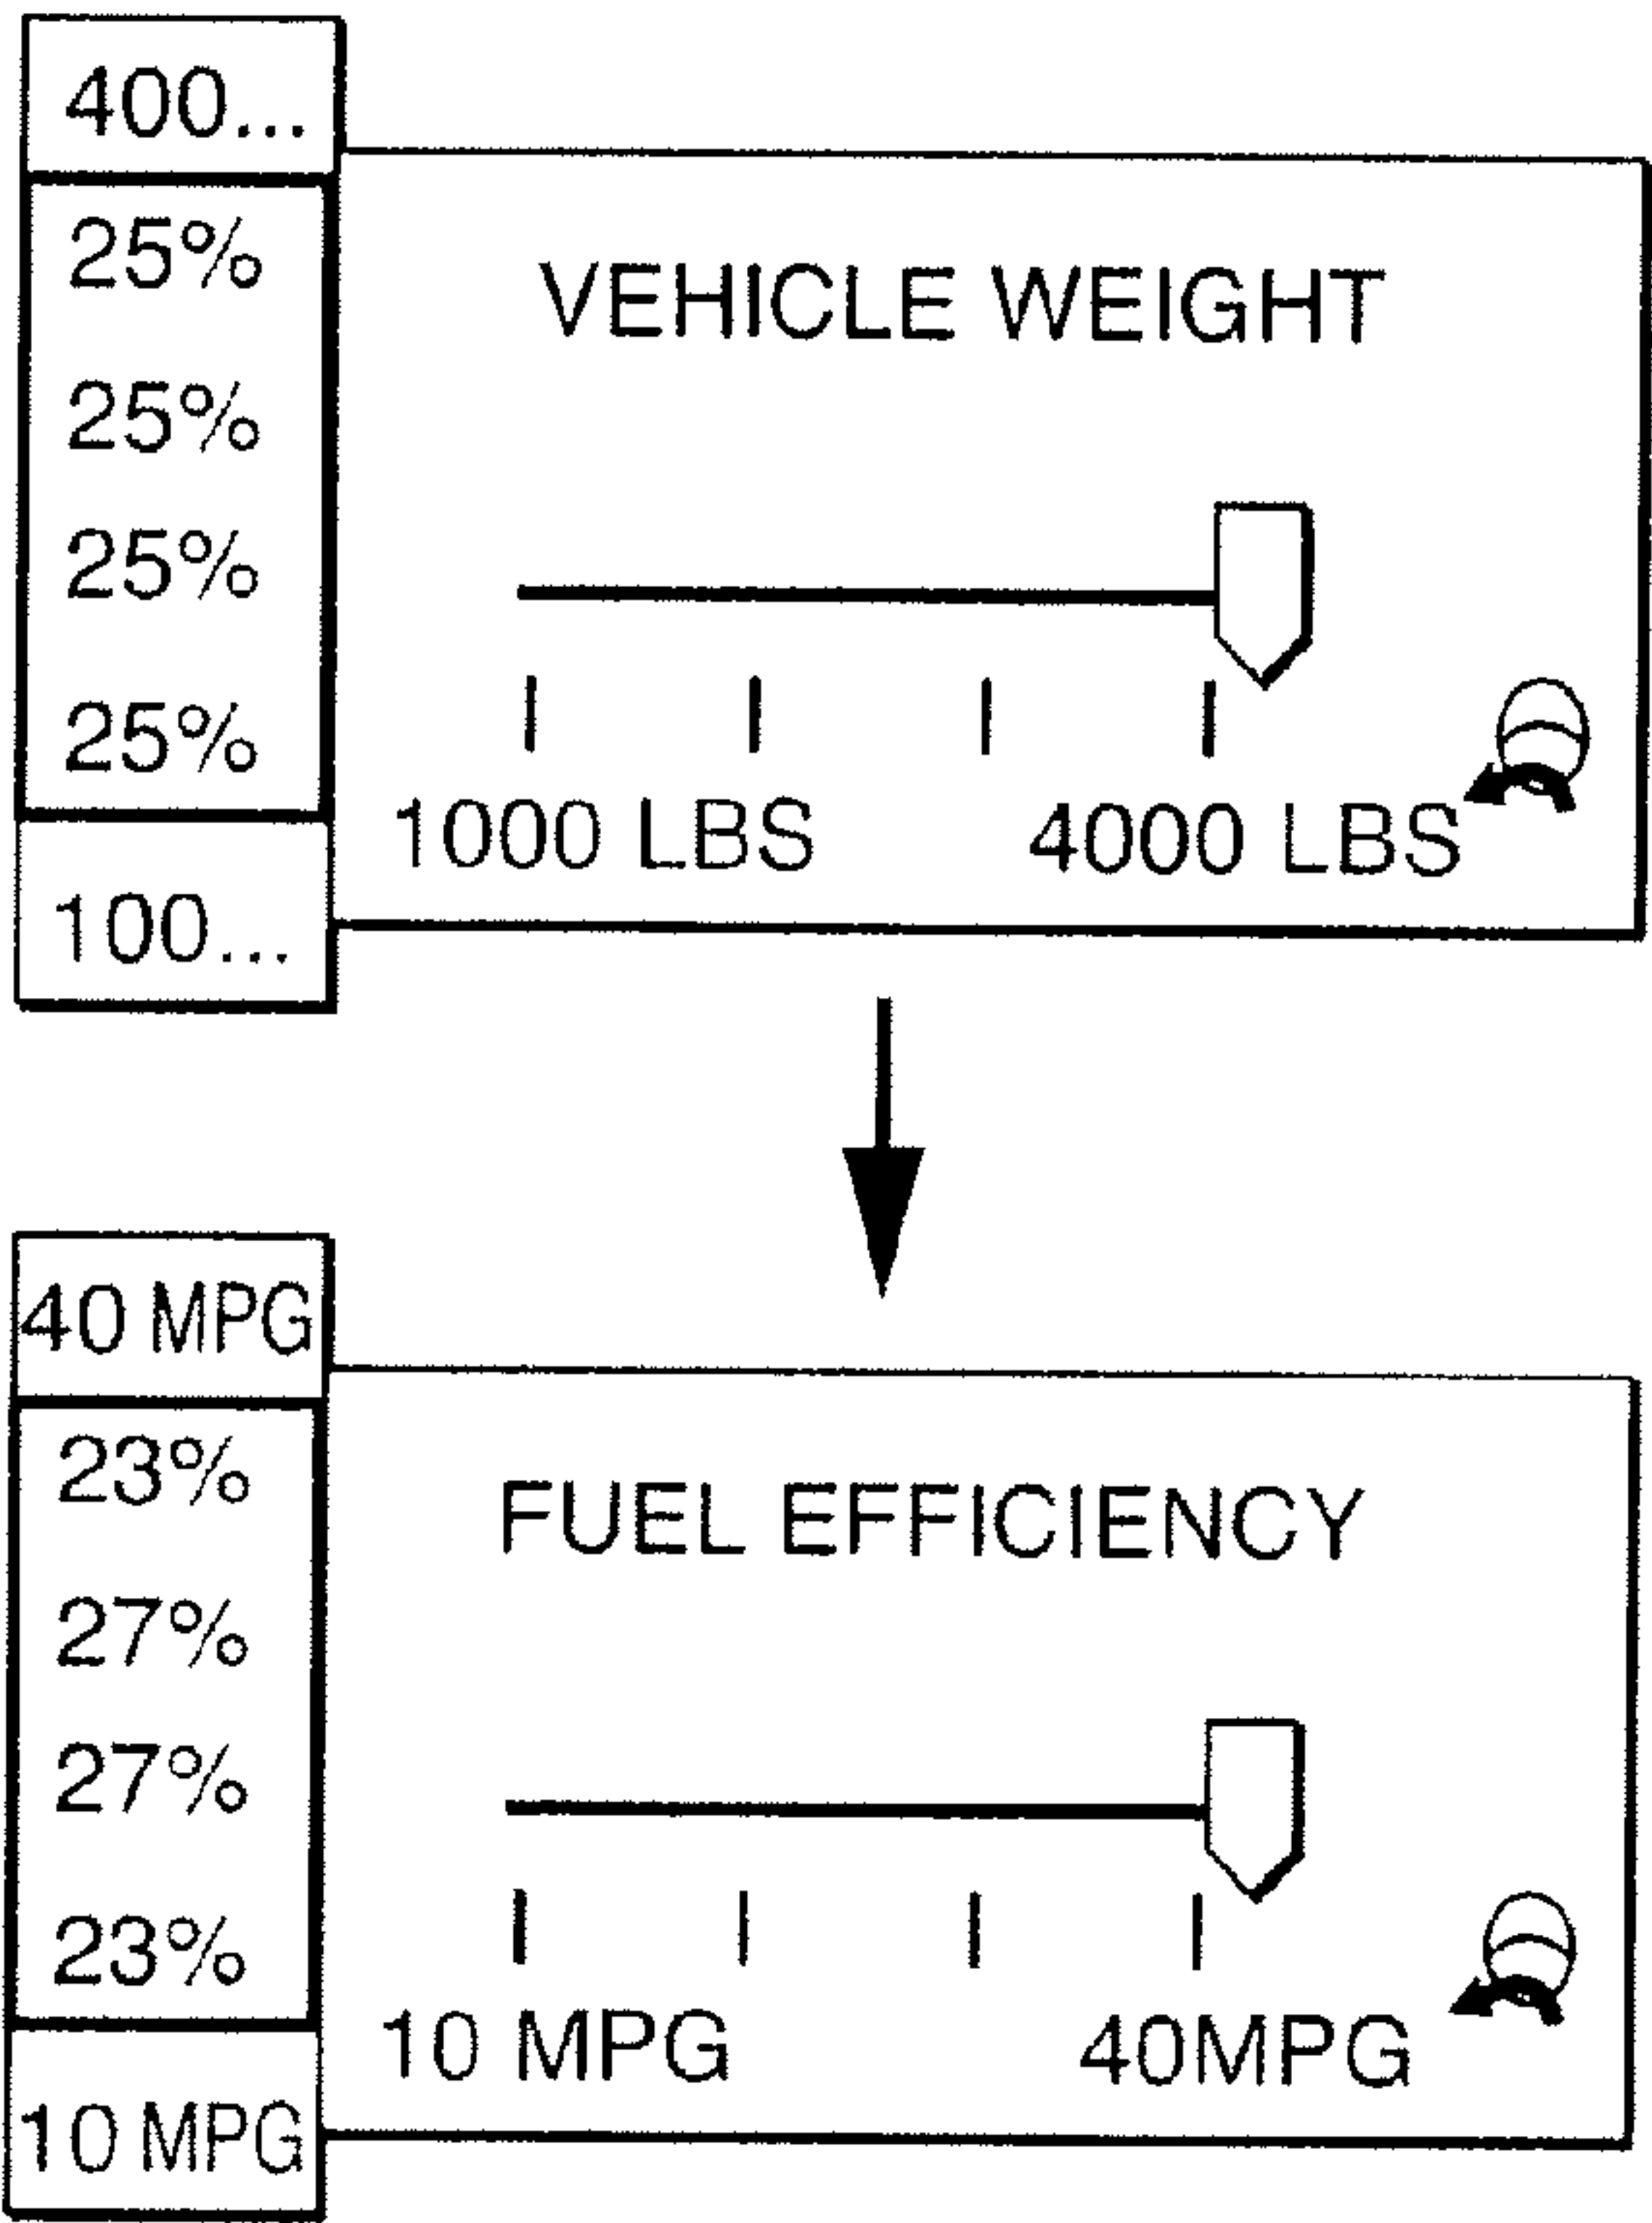 400...
25%
VEHICLE WEIGHT
25%
25%
25%
1000 LBS 4000 LBS
100...
40 MPG
23%
FUEL EFFICIENCY
27%
27%
23%
10 MPG 40MPG
10 MPG